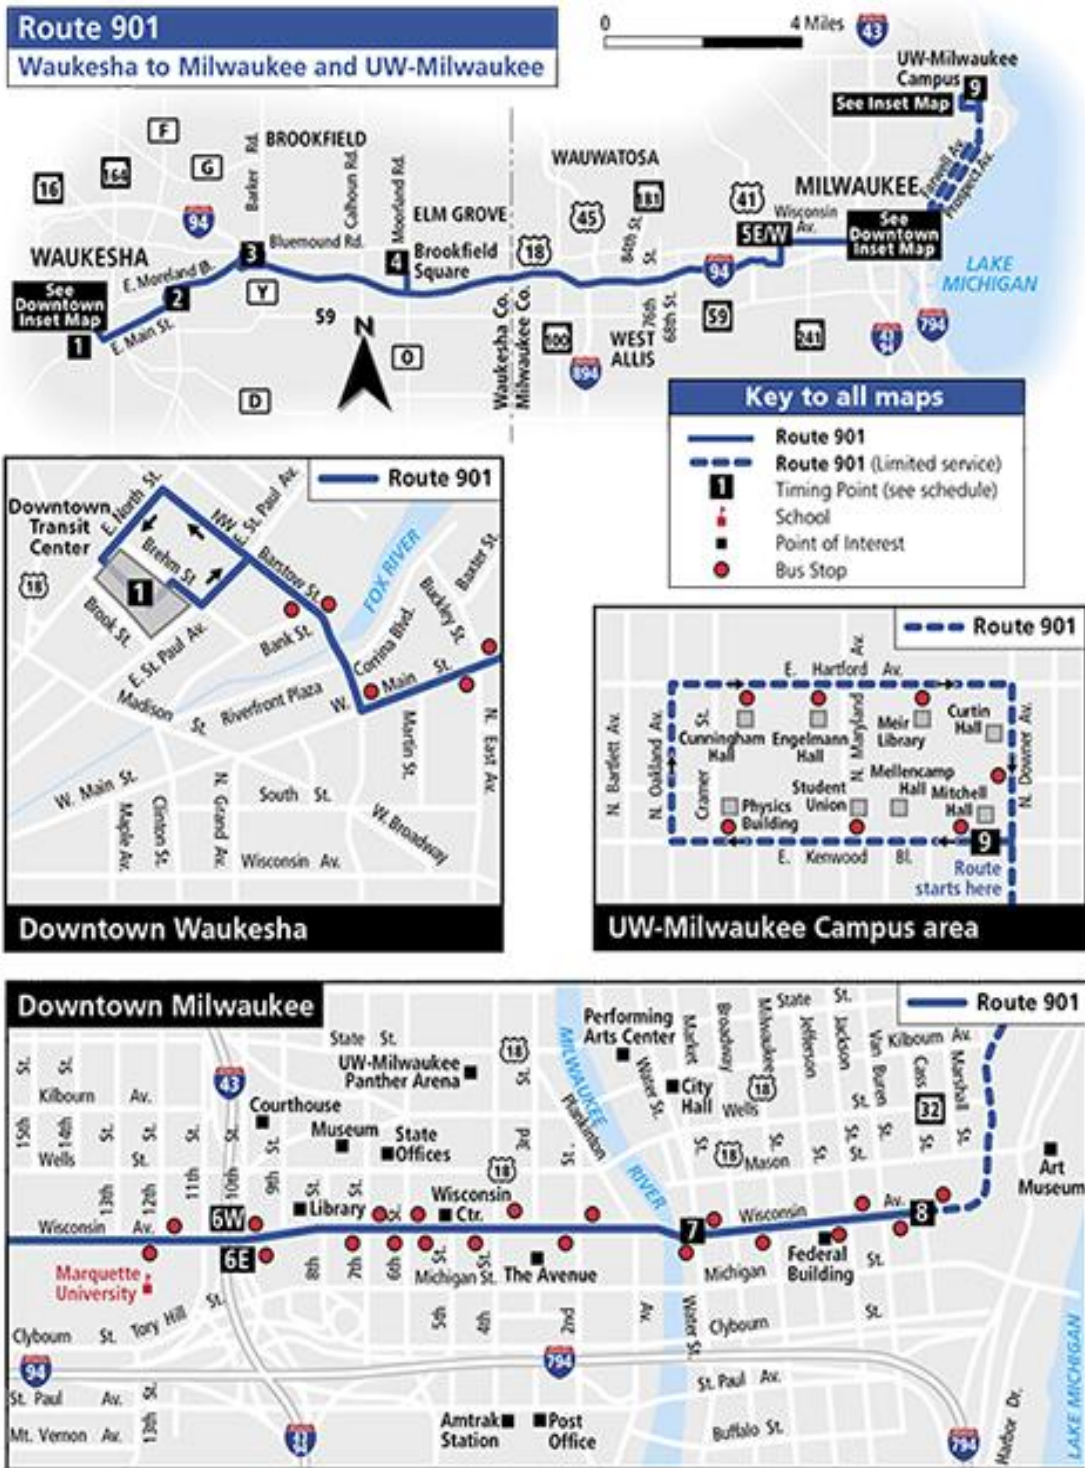 Route 901
Waukesha to Milwaukee and UW-Milwaukee
0 4 Miles
43
UW-Milwaukee
Campus
9
See Inset Map
F
BROOKFIELD
16
164
G
Barker Rd.
Calhoun Rd.
Morland Rd.
WAUWATOSA
181
41
MILWAUKEE
Farwell Av.
Prospect Av.
94
45
ELM GROVE
Wisconsin
Av.
WAUKESHA
3
Bluemound Rd.
4
Brookfield
Square
18
84th St.
5E/W
See
Downtown
Inset Map
E. Moreland Bl.
See
Downtown
Inset Map
2
Y
94
LAKE
MICHIGAN
1
E. Main St.
59
N
O
Waukesha Co.
Milwaukee Co.
100
WEST
ALLIS
76th St.
68th St.
59
241
43
94
794
894
D
Key to all maps
Route 901
Route 901 (Limited service)
1 Timing Point (see schedule)
School
Point of Interest
Bus Stop
Route 901
Downtown
Transit
Center
E. North St.
NW
E. St. Paul Av.
Barstow St.
Brehm St.
18
1
Brook St.
FOX RIVER
Baxter St.
Buckley St.
Corrina Blvd.
Bank St.
E. St. Paul Av.
Madison St.
Riverfront Plaza
W. Main St.
Martin St.
N. East Av.
W. Main St.
N. Grand Av.
South St.
W. Broadway
Maple Av.
Clinton St.
Wisconsin Av.
Downtown Waukesha
Route 901
E. Hartford Av.
N. Bartlett Av.
N. Oakland Av.
Cramer St.
Cunningham
Hall
Engelmann
Hall
N. Maryland Av.
Meir
Library
Curtin
Hall
N. Downer Av.
Physics
Building
Student
Union
Mellencamp
Hall
Mitchell
Hall
E. Kenwood Bl.
9
Route
starts here
UW-Milwaukee Campus area
Downtown Milwaukee
Route 901
State St.
UW-Milwaukee
Panther Arena
18
MILWAUKEE
RIVER
Performing
Arts Center
State St.
Kilbourn Av.
Kilbourn Av.
43
Courthouse
Museum
State
Offices
3rd St.
Plankinton Av.
Water St.
City
Hall
Market St.
Broadway
Milwaukee St.
Jefferson St.
Jackson St.
Van Buren St.
Cass St.
Marshall St.
18
Wells St.
32
15th St.
14th St.
13th St.
12th St.
11th St.
10th St.
9th St.
Wells St.
18
18
Mason St.
Art
Museum
Library
Wisconsin
Ctr.
Wisconsin Av.
6W
6E
7
Wisconsin Av.
8
Marquette
University
8th St.
7th St.
6th St.
Michigan St.
The Avenue
Michigan St.
Federal
Building
5th St.
4th St.
2nd St.
Water St.
Clybourn St.
Tory Hill St.
Clybourn St.
94
794
St. Paul Av.
St. Paul Av.
Mt. Vernon Av.
13th St.
43
94
Amtrak
Station
Post
Office
Buffalo St.
794
Harbor Dr.
LAKE MICHIGAN